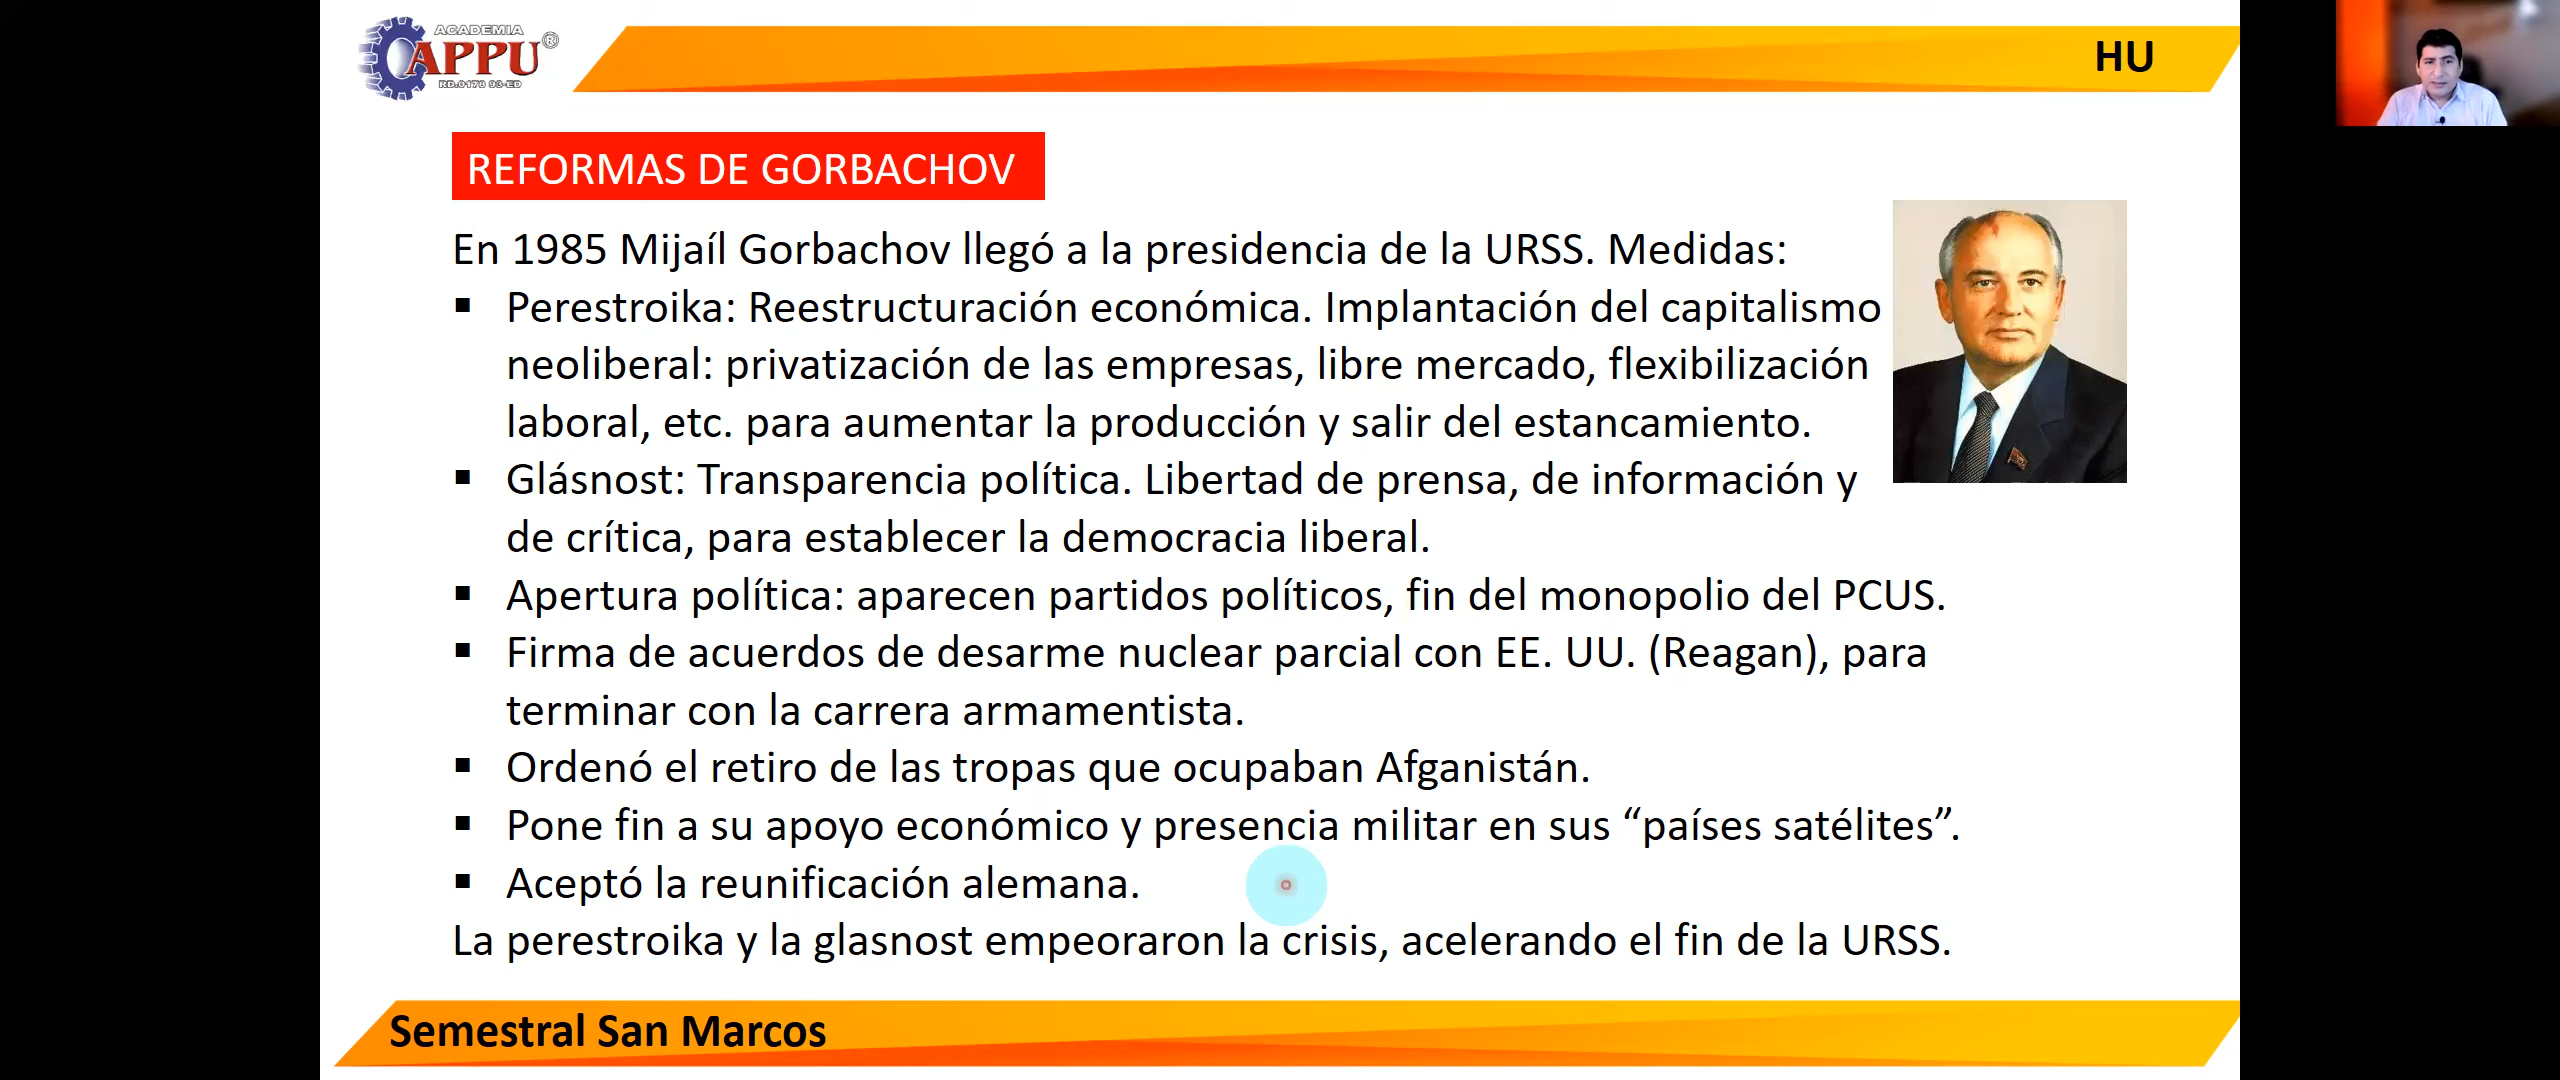 ACADEMIA
APPU®
RD.0178 93-ED
HU
REFORMAS DE GORBACHOV
En 1985 Mijaíl Gorbachov llegó a la presidencia de la URSS. Medidas:
▪ Perestroika: Reestructuración económica. Implantación del capitalismo
neoliberal: privatización de las empresas, libre mercado, flexibilización
laboral, etc. para aumentar la producción y salir del estancamiento.
▪ Glásnost: Transparencia política. Libertad de prensa, de información y
de crítica, para establecer la democracia liberal.
▪ Apertura política: aparecen partidos políticos, fin del monopolio del PCUS.
▪ Firma de acuerdos de desarme nuclear parcial con EE. UU. (Reagan), para
terminar con la carrera armamentista.
▪ Ordenó el retiro de las tropas que ocupaban Afganistán.
▪ Pone fin a su apoyo económico y presencia militar en sus “países satélites”.
▪ Aceptó la reunificación alemana.
La perestroika y la glasnost empeoraron la crisis, acelerando el fin de la URSS.
Semestral San Marcos